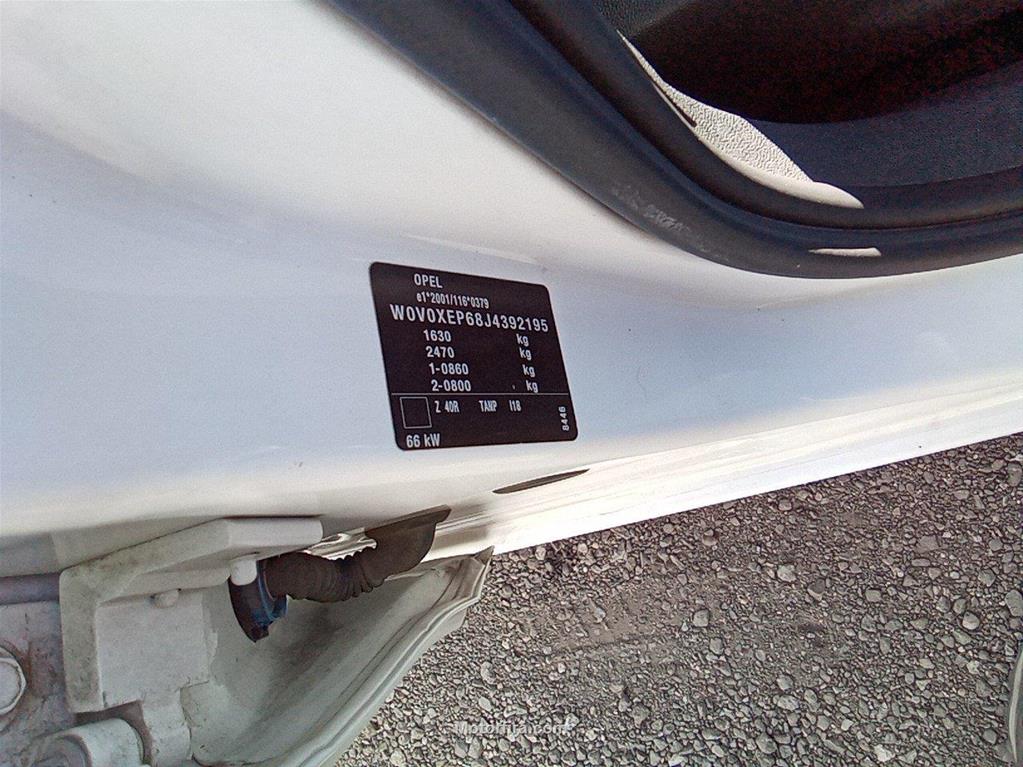 OPEL
e1*2001/116*0379
W0V0XEP68J4392195
1630 kg
2470 kg
1-0860 kg
2-0800 kg
Z 40R TANP I18
8446
66 kW